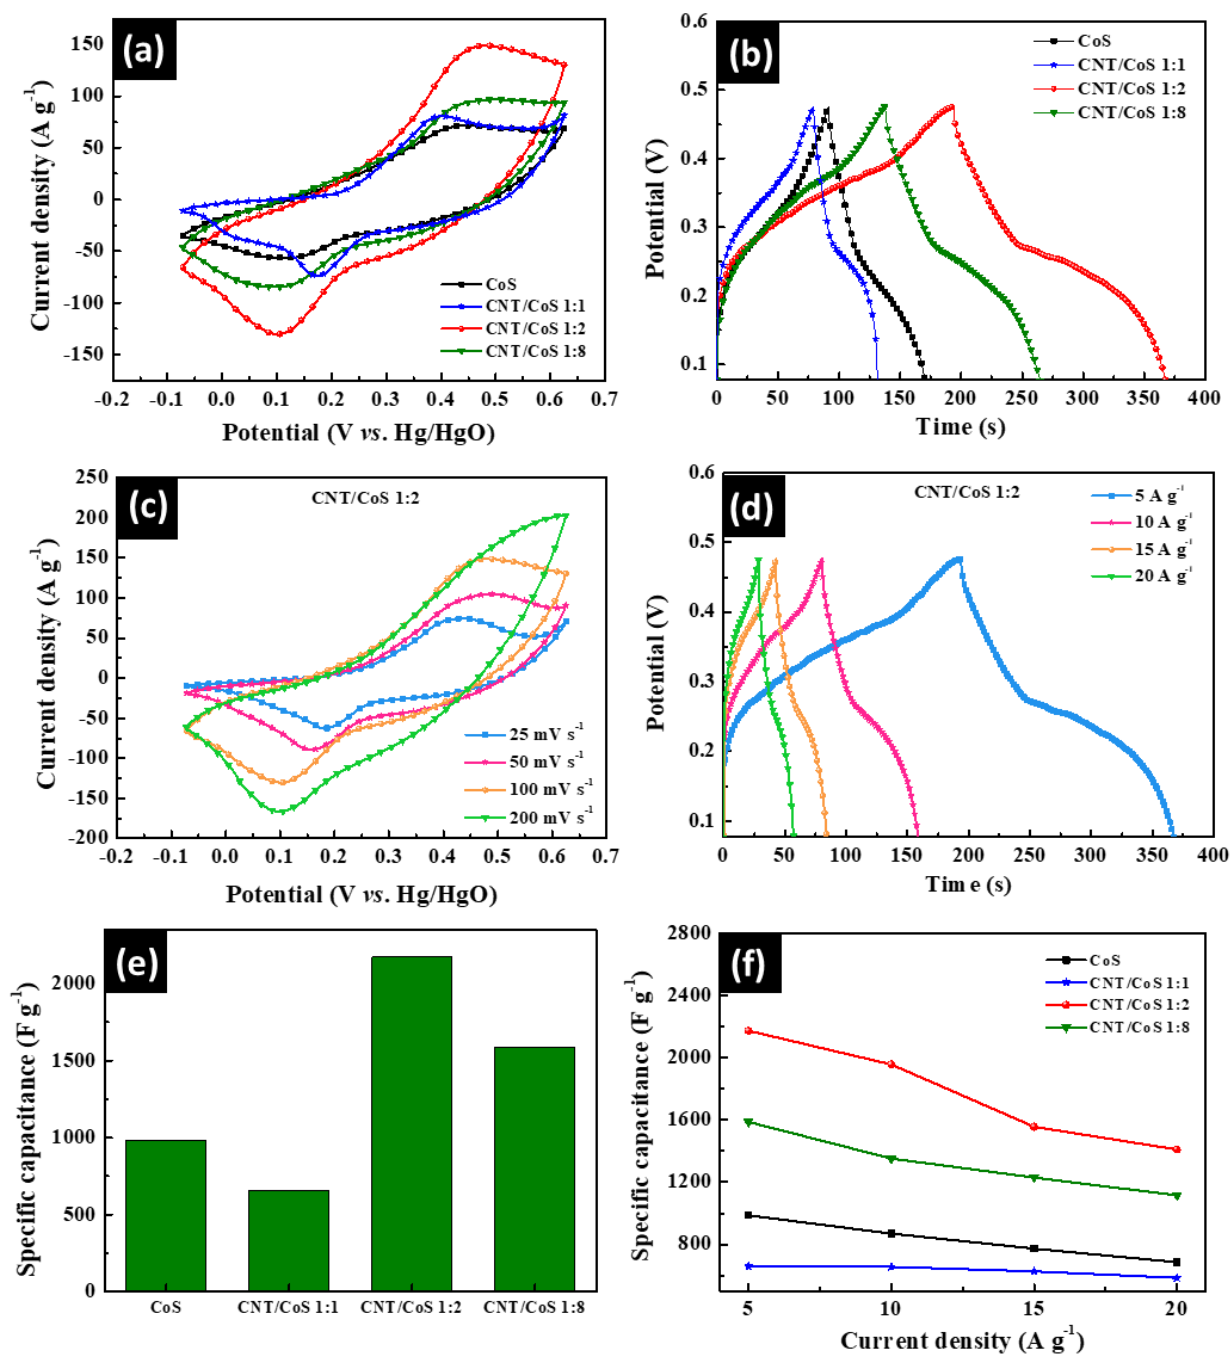 (a)
150
100
50
0
-50
-100
-150
Current density (A g⁻¹)
CoS
CNT/CoS 1:1
CNT/CoS 1:2
CNT/CoS 1:8
-0.2 -0.1 0.0 0.1 0.2 0.3 0.4 0.5 0.6 0.7
Potential (V vs. Hg/HgO)
(b)
0.6
0.5
0.4
0.3
0.2
0.1
Potential (V)
CoS
CNT/CoS 1:1
CNT/CoS 1:2
CNT/CoS 1:8
0 50 100 150 200 250 300 350 400
Time (s)
(c)
CNT/CoS 1:2
250
200
150
100
50
0
-50
-100
-150
-200
Current density (A g⁻¹)
25 mV s⁻¹
50 mV s⁻¹
100 mV s⁻¹
200 mV s⁻¹
-0.2 -0.1 0.0 0.1 0.2 0.3 0.4 0.5 0.6 0.7
Potential (V vs. Hg/HgO)
(d)
CNT/CoS 1:2
0.6
0.5
0.4
0.3
0.2
0.1
Potential (V)
5 A g⁻¹
10 A g⁻¹
15 A g⁻¹
20 A g⁻¹
0 50 100 150 200 250 300 350 400
Time (s)
(e)
2000
1500
1000
500
0
Specific capacitance (F g⁻¹)
CoS CNT/CoS 1:1 CNT/CoS 1:2 CNT/CoS 1:8
(f)
2800
2400
2000
1600
1200
800
Specific capacitance (F g⁻¹)
CoS
CNT/CoS 1:1
CNT/CoS 1:2
CNT/CoS 1:8
5 10 15 20
Current density (A g⁻¹)